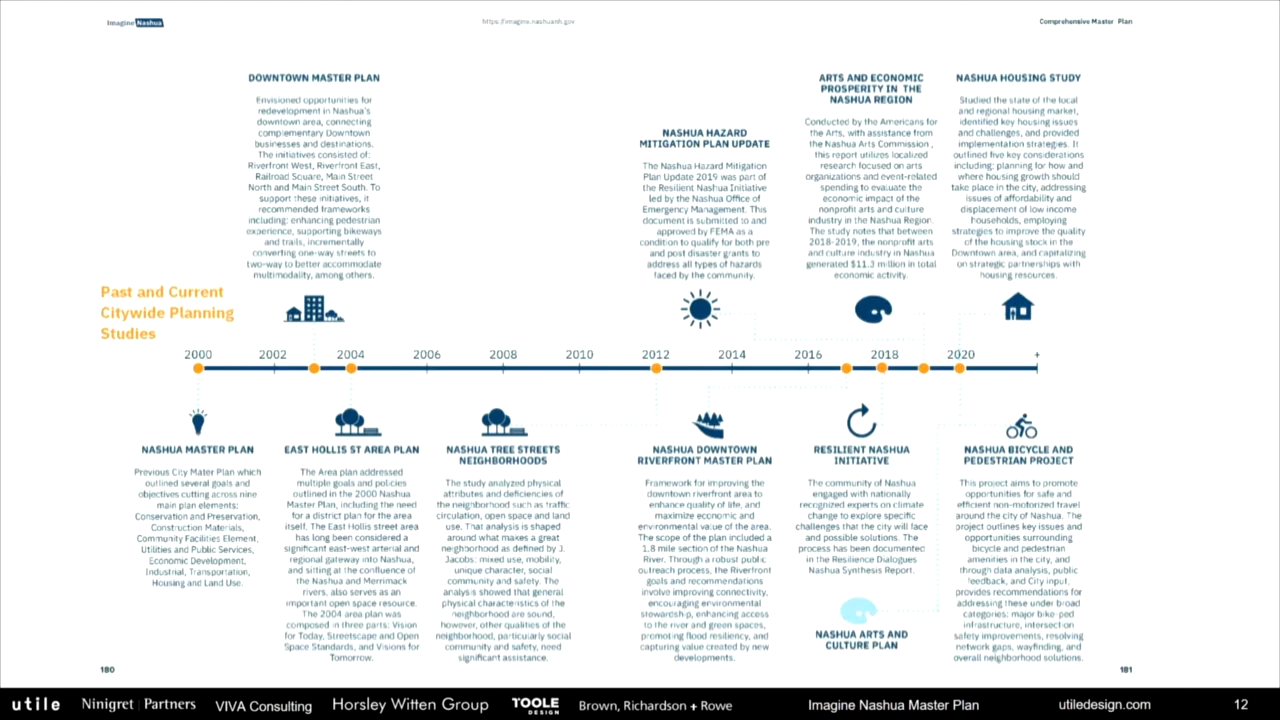 Imagine Nashua
https://imagine.nashuanh.gov
Comprehensive Master Plan
DOWNTOWN MASTER PLAN
Envisioned opportunities for
redevelopment in Nashua's
downtown area, connecting
complementary Downtown
businesses and destinations.
The initiatives consisted of:
Riverfront West, Riverfront East,
Railroad Square, Main Street
North and Main Street South. To
support these initiatives, it
recommended frameworks
including: enhancing pedestrian
experience, supporting bikeways
and trails, incrementally
converting one-way streets to
two-way to better accommodate
multimodality, among others.
NASHUA HAZARD
MITIGATION PLAN UPDATE
The Nashua Hazard Mitigation
Plan Update 2019 was part of
the Resilient Nashua Initiative
led by the Nashua Office of
Emergency Management. This
document is submitted to and
approved by FEMA as a
condition to qualify for both pre
and post disaster grants to
address all types of hazards
faced by the community.
ARTS AND ECONOMIC
PROSPERITY IN THE
NASHUA REGION
Conducted by the Americans for
the Arts, with assistance from
the Nashua Arts Commission ,
this report utilizes localized
research focused on arts
organizations and event-related
spending to evaluate the
economic impact of the
nonprofit arts and culture
industry in the Nashua Region.
The study notes that between
2018-2019, the nonprofit arts
and culture industry in Nashua
generated $11.3 million in total
economic activity.
NASHUA HOUSING STUDY
Studied the state of the local
and regional housing market,
identified key housing issues
and challenges, and provided
implementation strategies. It
outlined five key considerations
including: planning for how and
where housing growth should
take place in the city, addressing
issues of affordability and
displacement of low income
households, employing
strategies to improve the quality
of the housing stock in the
Downtown area, and capitalizing
on strategic partnerships with
housing resources.
Past and Current
Citywide Planning
Studies
2000 2002 2004 2006 2008 2010 2012 2014 2016 2018 2020 +
NASHUA MASTER PLAN
Previous City Mater Plan which
outlined several goals and
objectives cutting across nine
main plan elements:
Conservation and Preservation,
Construction Materials,
Community Facilities Element,
Utilities and Public Services,
Economic Development,
Industrial, Transportation,
Housing and Land Use.
EAST HOLLIS ST AREA PLAN
The Area plan addressed
multiple goals and policies
outlined in the 2000 Nashua
Master Plan, including the need
for a district plan for the area
itself. The East Hollis street area
has long been considered a
significant east-west arterial and
regional gateway into Nashua,
and sitting at the confluence of
the Nashua and Merrimack
rivers, also serves as an
important open space resource.
The 2004 area plan was
composed in three parts: Vision
for Today, Streetscape and Open
Space Standards, and Visions for
Tomorrow.
NASHUA TREE STREETS
NEIGHBORHOODS
The study analyzed physical
attributes and deficiencies of
the neighborhood such as traffic
circulation, open space and land
use. That analysis is shaped
around what makes a great
neighborhood as defined by J.
Jacobs: mixed use, mobility,
unique character, social
community and safety. The
analysis showed that general
physical characteristics of the
neighborhood are sound,
however, other qualities of the
neighborhood, particularly social
community and safety, need
significant assistance.
NASHUA DOWNTOWN
RIVERFRONT MASTER PLAN
Framework for improving the
downtown riverfront area to
enhance quality of life, and
maximize economic and
environmental value of the area.
The scope of the plan included a
1.8 mile section of the Nashua
River. Through a robust public
outreach process, the Riverfront
goals and recommendations
involve improving connectivity,
encouraging environmental
stewardship, enhancing access
to the river and green spaces,
promoting flood resiliency, and
capturing value created by new
developments.
RESILIENT NASHUA
INITIATIVE
The community of Nashua
engaged with nationally
recognized experts on climate
change to explore specific
challenges that the city will face
and possible solutions. The
process has been documented
in the Resilience Dialogues
Nashua Synthesis Report.
NASHUA ARTS AND
CULTURE PLAN
NASHUA BICYCLE AND
PEDESTRIAN PROJECT
This project aims to promote
opportunities for safe and
efficient non-motorized travel
around the city of Nashua. The
project outlines key issues and
opportunities surrounding
bicycle and pedestrian
amenities in the city, and
through data analysis, public
feedback, and City input,
provides recommendations for
addressing these under broad
categories: major bike-ped
infrastructure, intersection
safety improvements, resolving
network gaps, wayfinding, and
overall neighborhood solutions.
180
181
utile Ninigret | Partners VIVA Consulting Horsley Witten Group TOOLE DESIGN Brown, Richardson + Rowe Imagine Nashua Master Plan utiledesign.com 12